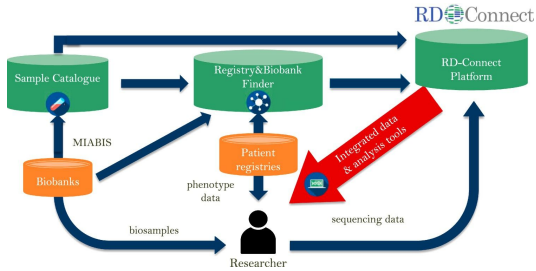 RD Connect
Sample Catalogue
Registry&Biobank
Finder
RD-Connect
Platform
MIABIS
Integrated data
& analysis tools
Biobanks
Patient
registries
phenotype
data
biosamples
sequencing data
Researcher